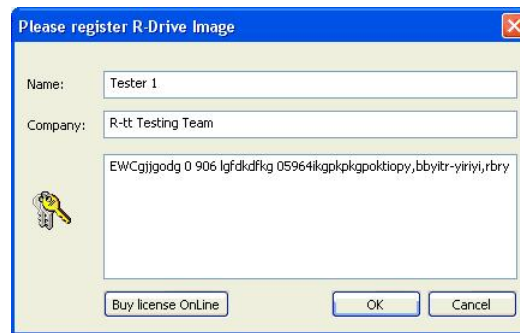 Please register R-Drive Image
Name: Tester 1
Company: R-tt Testing Team
EWCgjjgodg 0 906 lgfdkdfkg 05964ikgpkpkgpoktiopy,bbyitr-yiriyi,rbry
Buy license OnLine OK Cancel